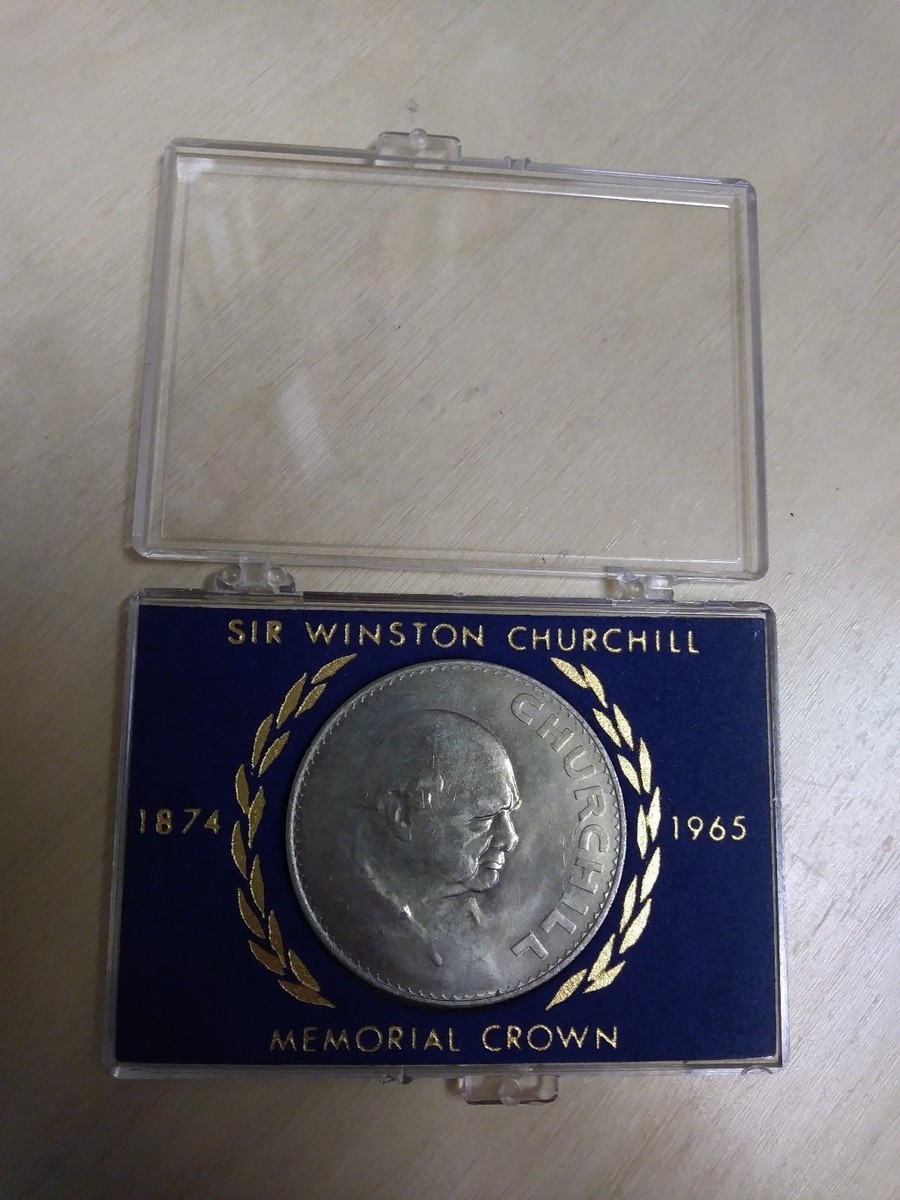 SIR WINSTON CHURCHILL
CHURCHILL
1874
1965
MEMORIAL CROWN